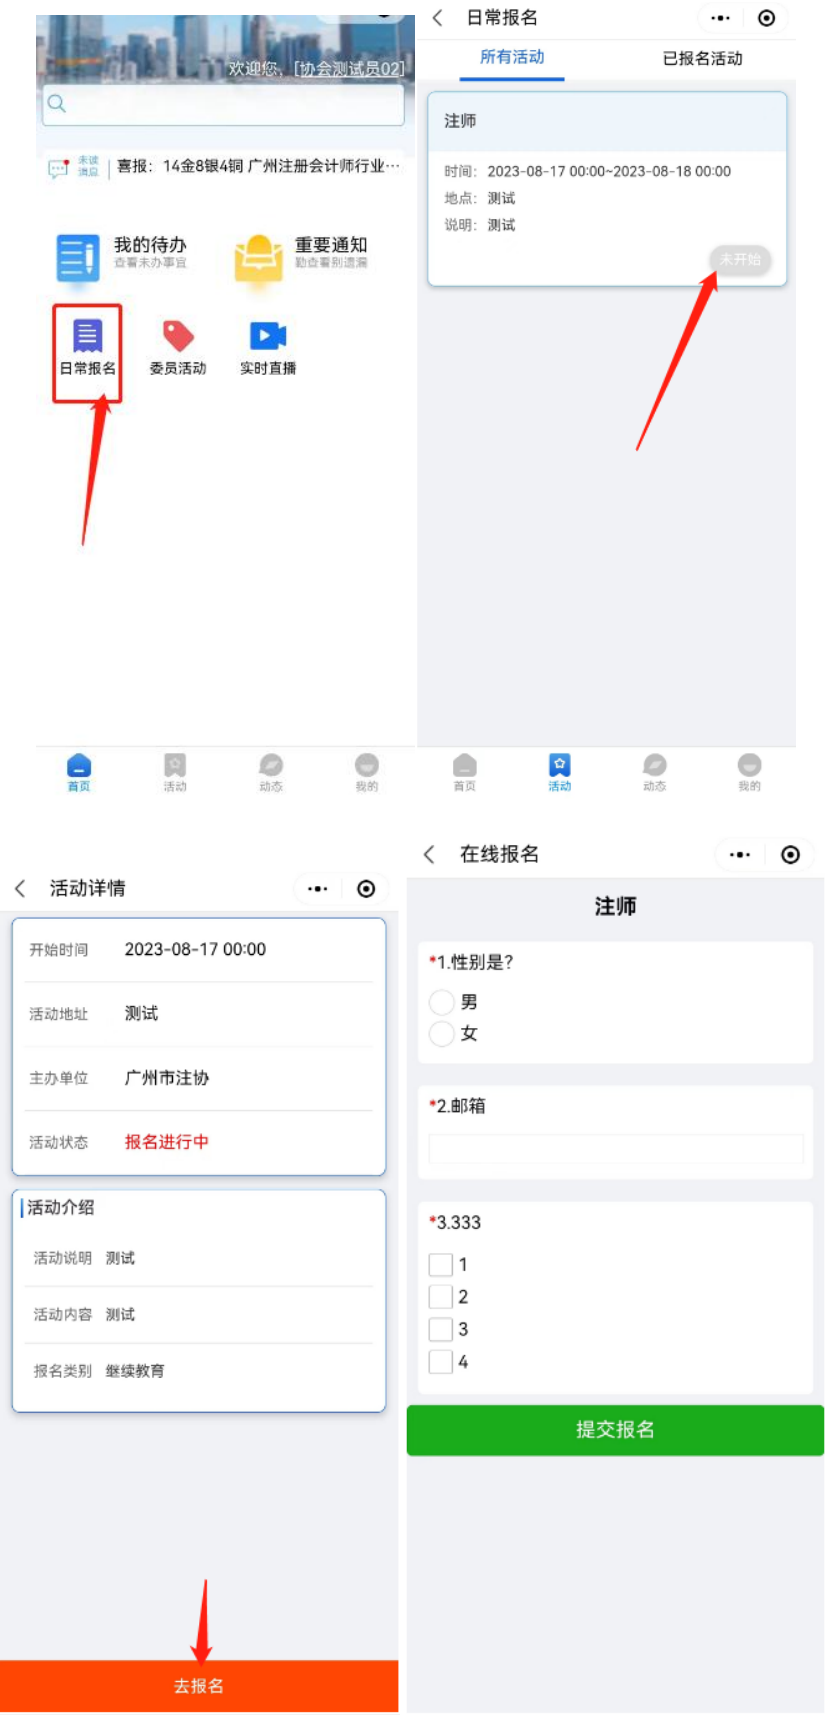 欢迎您, [协会测试员02]
未读
消息
喜报：14金8银4铜 广州注册会计师行业…
我的待办
查看未办事宜
重要通知
勤查看别遗漏
日常报名
委员活动
实时直播
首页
活动
动态
我的
日常报名
所有活动
已报名活动
注师
时间： 2023-08-17 00:00~2023-08-18 00:00
地点： 测试
说明： 测试
未开始
首页
活动
动态
我的
活动详情
开始时间 2023-08-17 00:00
活动地址 测试
主办单位 广州市注协
活动状态 报名进行中
活动介绍
活动说明 测试
活动内容 测试
报名类别 继续教育
去报名
在线报名
注师
*1.性别是?
男
女
*2.邮箱
*3.333
1
2
3
4
提交报名